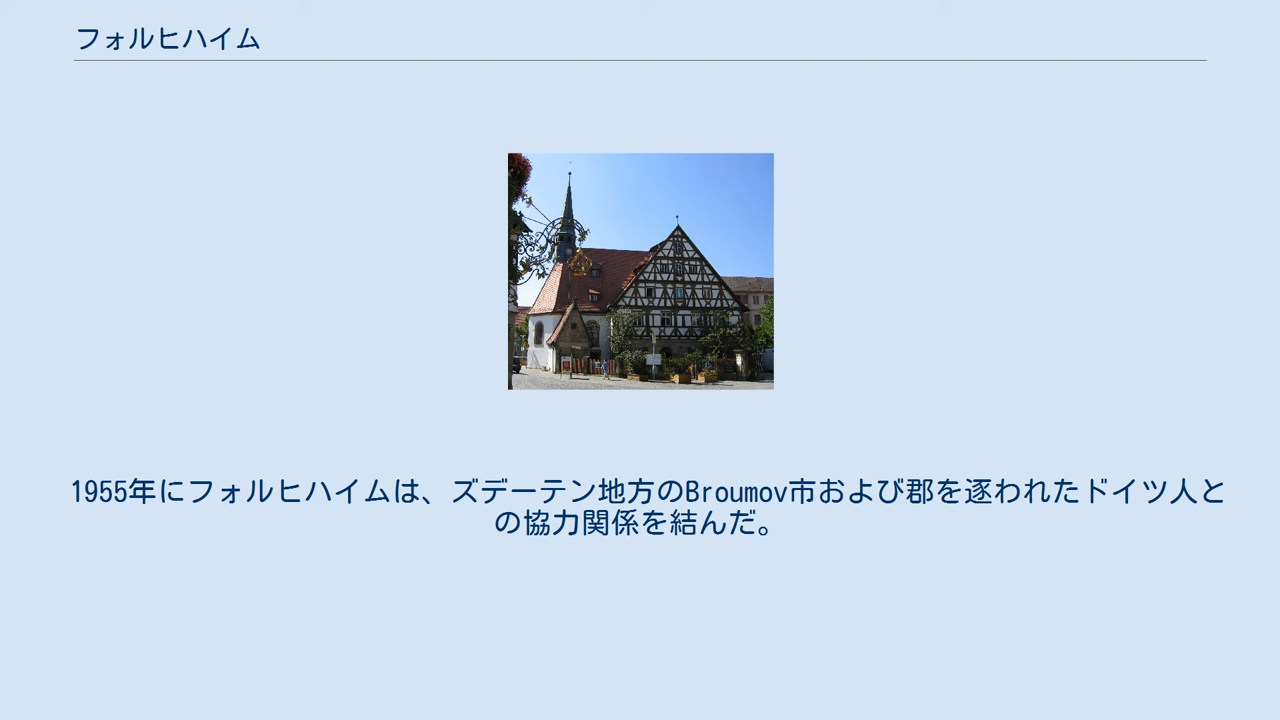 フォルヒハイム
1955年にフォルヒハイムは、ズデーテン地方のBroumov市および郡を逐われたドイツ人と
の協力関係を結んだ。